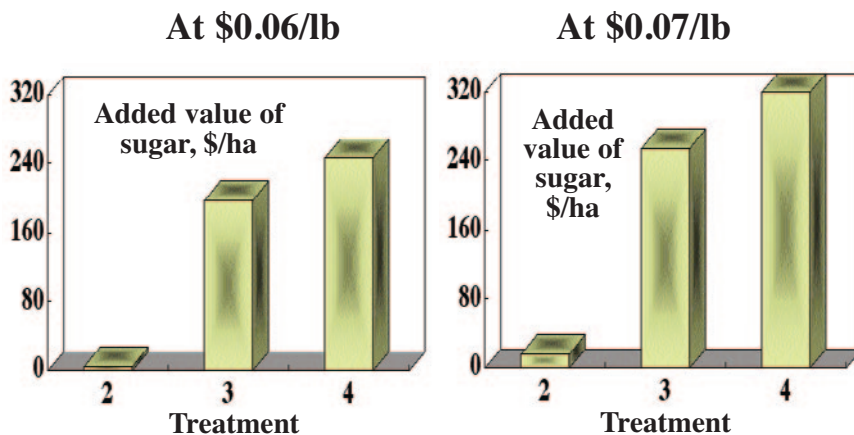 At $0.06/lb
320
240
160
80
0
Added value of
sugar, $/ha
2 3 4
Treatment
At $0.07/lb
320
240
160
80
0
Added
value of
sugar,
$/ha
2 3 4
Treatment